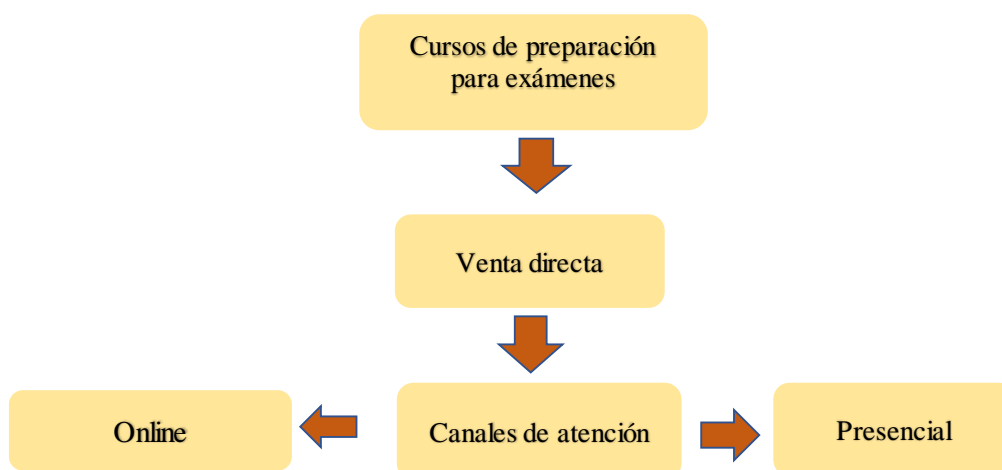 Cursos de preparación
para exámenes
Venta directa
Online
Canales de atención
Presencial